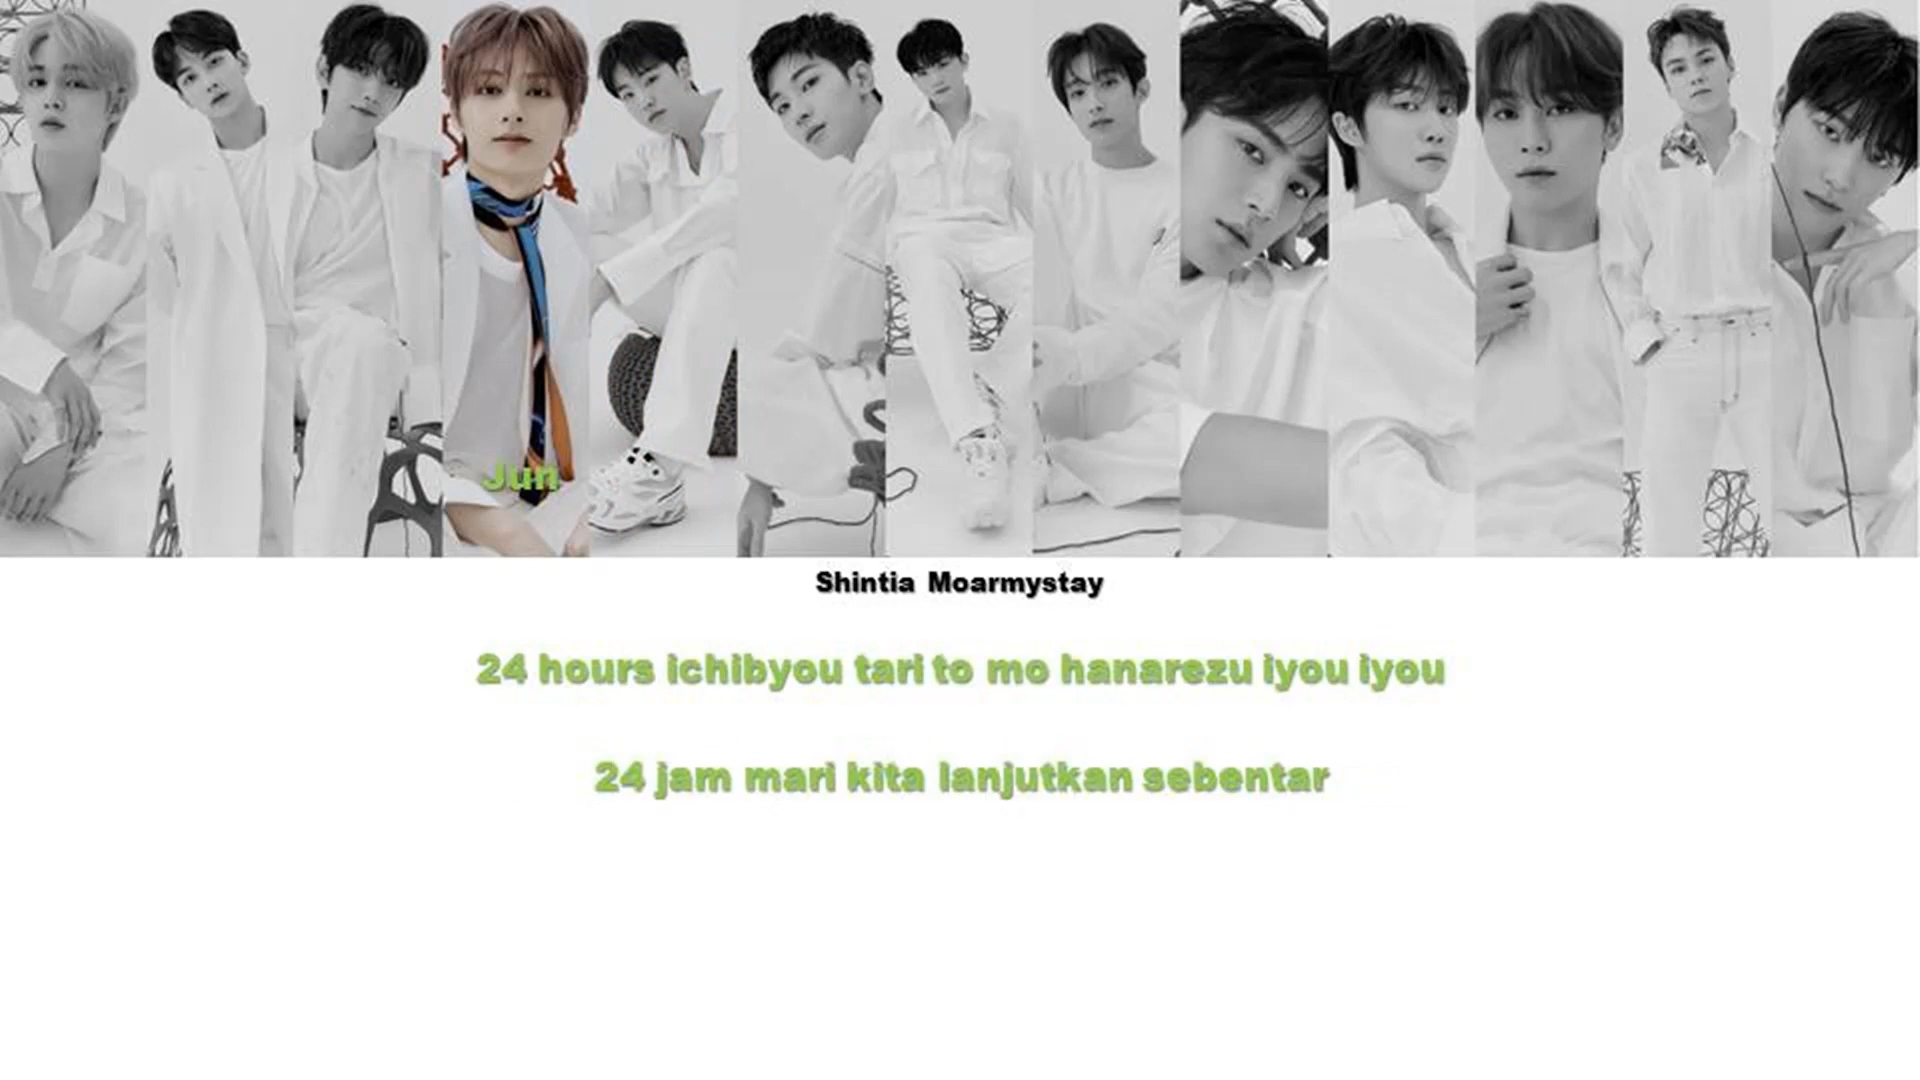 Jun
Shintia Moarmystay
24 hours ichibyou tari to mo hanarezu iyou iyou
24 jam mari kita lanjutkan sebentar